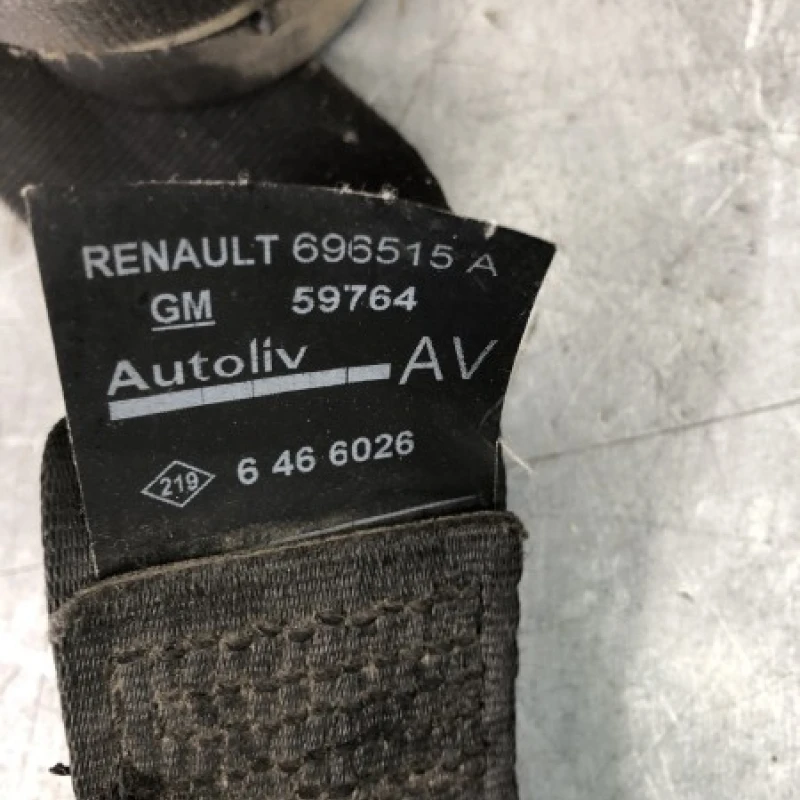 RENAULT 696515 A
GM 59764
Autoliv AV
219 6 46 6026